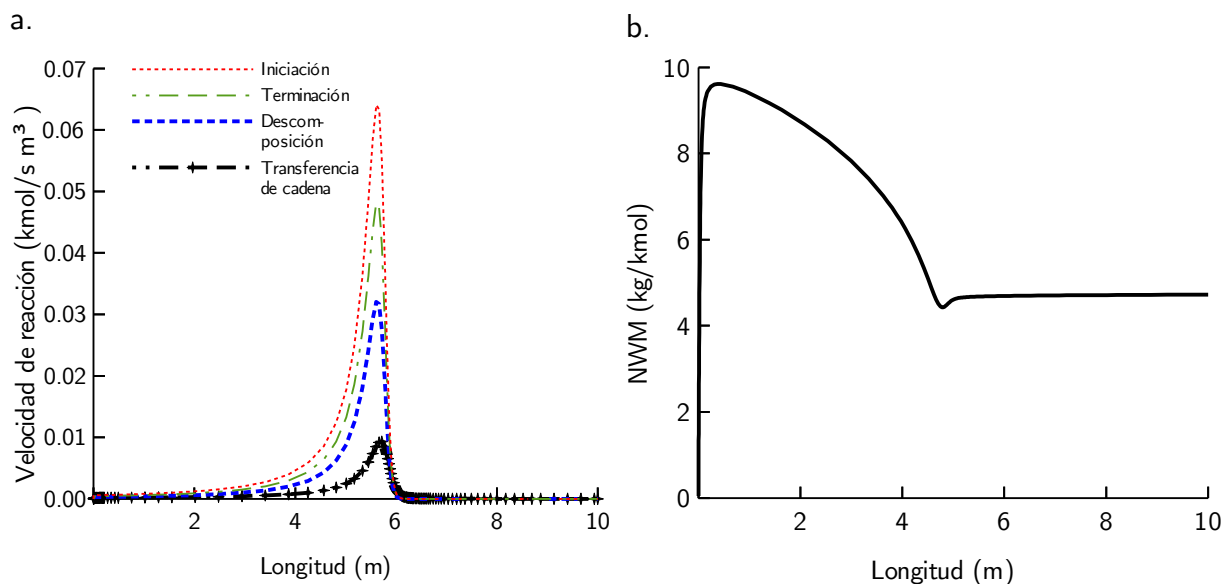 a.
Velocidad de reacción (kmol/s m³)
0.07
0.06
0.05
0.04
0.03
0.02
0.01
0.00
Iniciación
Terminación
Descom-
posición
Transferencia
de cadena
2
4
6
8
10
Longitud (m)
b.
NWM (kg/kmol)
10
8
6
4
2
0
2
4
6
8
10
Longitud (m)